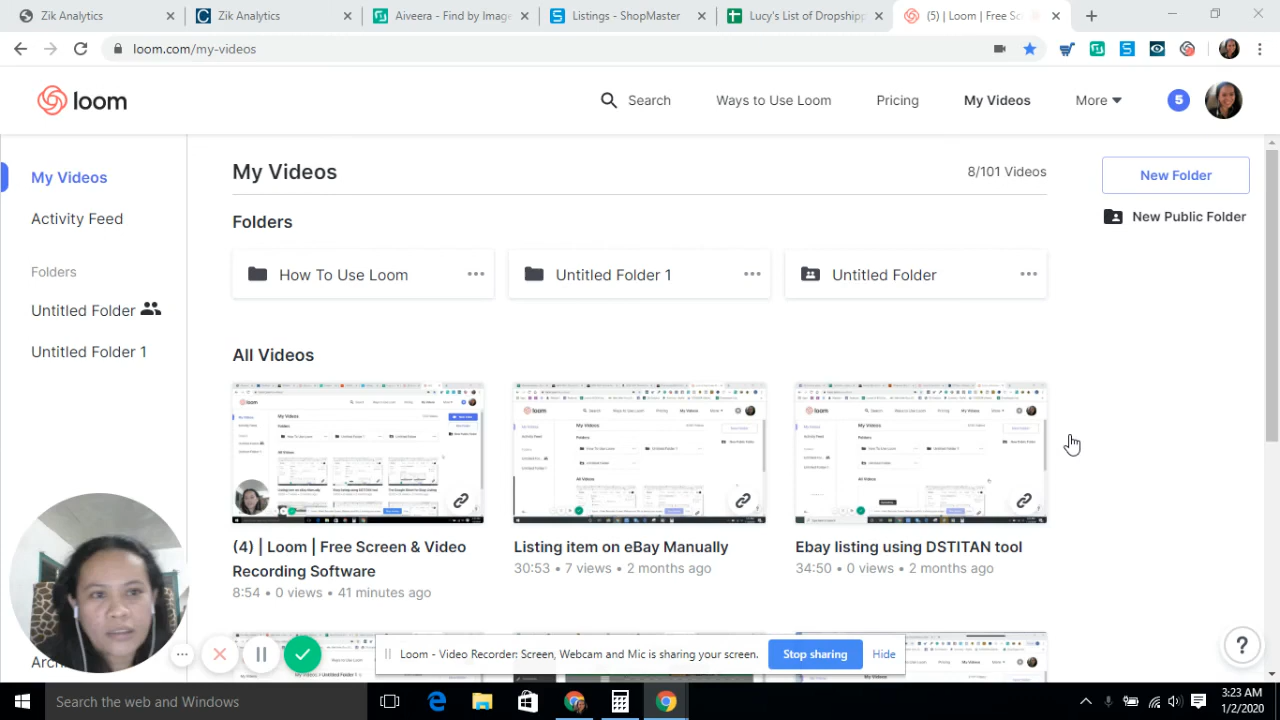 Zik Analytics
Zik Analytics
Aiveera - Find by Image
Listings - ShopMaster
Lucy's List of Dropshipp
(5) | Loom | Free Sc
loom.com/my-videos
loom
Search
Ways to Use Loom
Pricing
My Videos
More
5
My Videos
Activity Feed
Folders
Untitled Folder
Untitled Folder 1
My Videos
8/101 Videos
New Folder
New Public Folder
Folders
How To Use Loom
Untitled Folder 1
Untitled Folder
All Videos
(4) | Loom | Free Screen & Video
Recording Software
8:54 • 0 views • 41 minutes ago
Listing item on eBay Manually
30:53 • 7 views • 2 months ago
Ebay listing using DSTITAN tool
34:50 • 0 views • 2 months ago
Loom - Video Recorder: Screen, Webcam and Mic is sharing your screen.
Stop sharing
Hide
?
Search the web and Windows
3:23 AM
1/2/2020